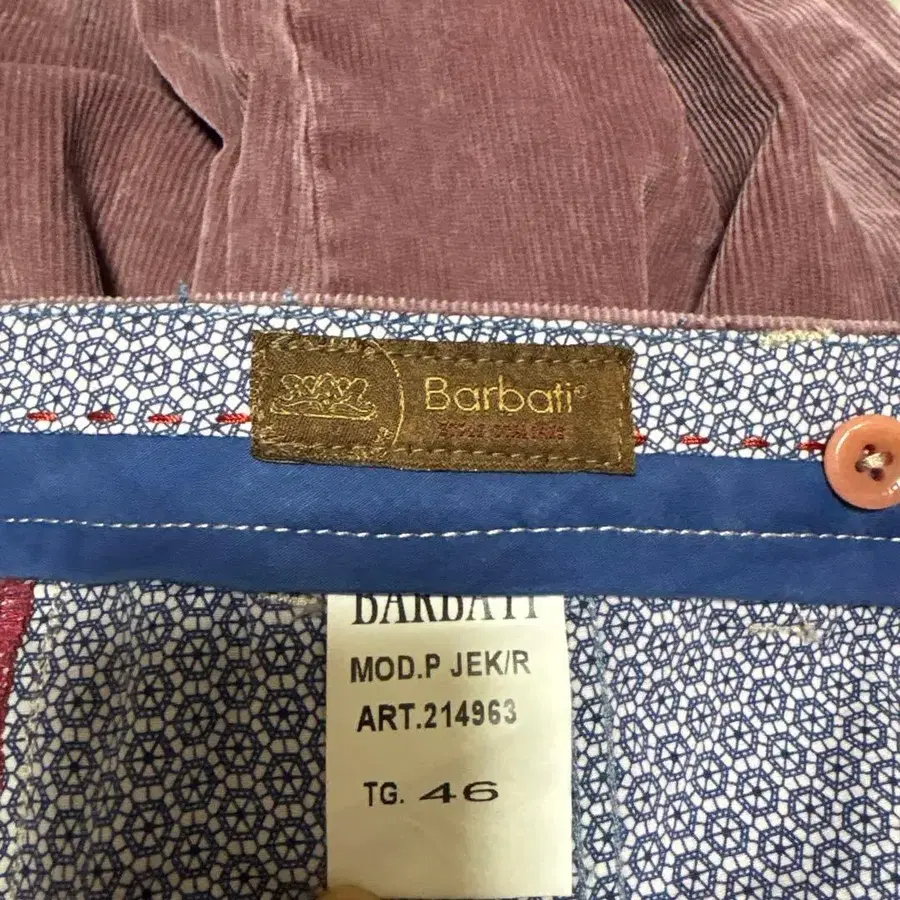 Barbati®
BARBATI
MOD.P JEK/R
ART.214963
TG. 46